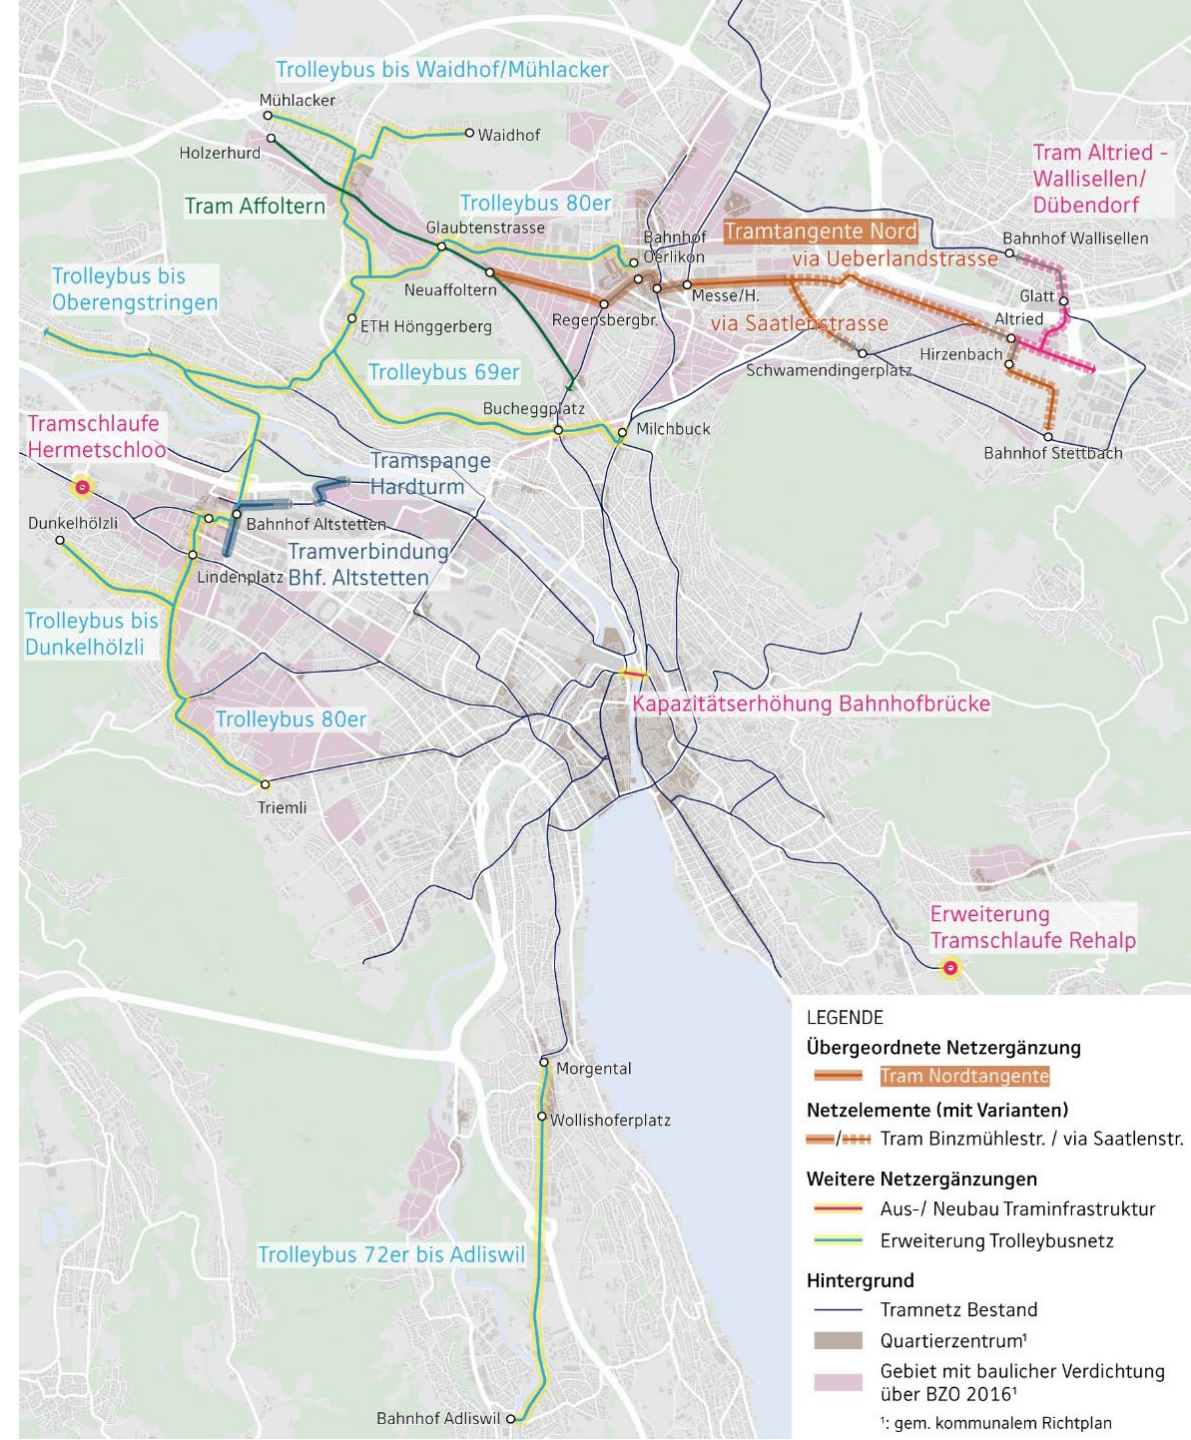 Trolleybus bis Waidhof/Mühlacker
Mühlacker
Waidhof
Holzerhurd
Tram Altried -
Wallisellen/
Dübendorf
Tram Affoltern
Trolleybus 80er
Glaubtenstrasse
Bahnhof
Oerlikon
Tramtangente Nord
via Ueberlandstrasse
Bahnhof Wallisellen
Trolleybus bis
Oberengstringen
Neuaffoltern
Messe/H.
Glatt
Altried
ETH Hönggerberg
Regensbergbr.
via Saatlenstrasse
Hirzenbach
Trolleybus 69er
Schwamendingerplatz
Bucheggplatz
Milchbuck
Bahnhof Stettbach
Tramschlaufe
Hermetschloo
Tramspange
Hardturm
Dunkelhölzli
Bahnhof Altstetten
Tramverbindung
Bhf. Altstetten
Lindenplatz
Trolleybus bis
Dunkelhölzli
Kapazitätserhöhung Bahnhofbrücke
Trolleybus 80er
Triemli
Erweiterung
Tramschlaufe Rehalp
Morgental
Wollishoferplatz
Trolleybus 72er bis Adliswil
Bahnhof Adliswil
LEGENDE
Übergeordnete Netzergänzung
Tram Nordtangente
Netzelemente (mit Varianten)
/ Tram Binzmühlestr. / via Saatlenstr.
Weitere Netzergänzungen
Aus-/ Neubau Traminfrastruktur
Erweiterung Trolleybusnetz
Hintergrund
Tramnetz Bestand
Quartierzentrum¹
Gebiet mit baulicher Verdichtung
über BZO 2016¹
¹: gem. kommunalem Richtplan